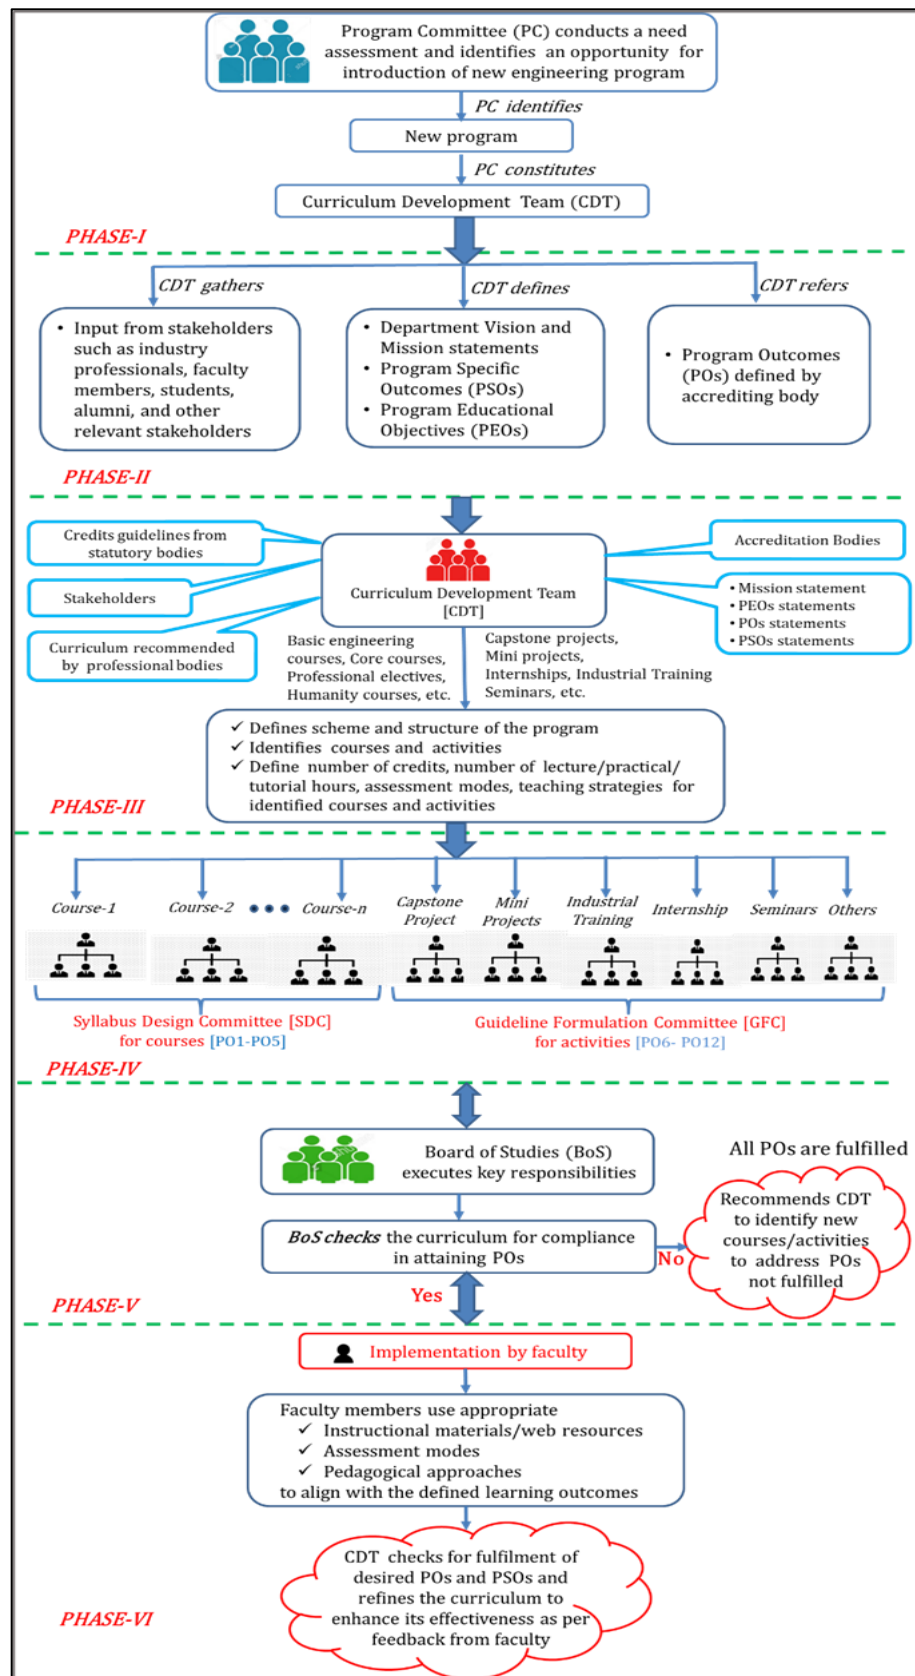 Program Committee (PC) conducts a need
assessment and identifies an opportunity for
introduction of new engineering program
PC identifies
New program
PC constitutes
Curriculum Development Team (CDT)
PHASE-I
CDT gathers
CDT defines
CDT refers
• Input from stakeholders
such as industry
professionals, faculty
members, students,
alumni, and other
relevant stakeholders
• Department Vision and
Mission statements
• Program Specific
Outcomes (PSOs)
• Program Educational
Objectives (PEOs)
• Program Outcomes
(POs) defined by
accrediting body
PHASE-II
Credits guidelines from
statutory bodies
Stakeholders
Curriculum recommended
by professional bodies
Curriculum Development Team
[CDT]
Accreditation Bodies
• Mission statement
• PEOs statements
• POs statements
• PSOs statements
Basic engineering
courses, Core courses,
Professional electives,
Humanity courses, etc.
Capstone projects,
Mini projects,
Internships, Industrial Training
Seminars, etc.
✓ Defines scheme and structure of the program
✓ Identifies courses and activities
✓ Define number of credits, number of lecture/practical/
tutorial hours, assessment modes, teaching strategies for
identified courses and activities
PHASE-III
Course-1
Course-2
Course-n
Capstone
Project
Mini
Projects
Industrial
Training
Internship
Seminars
Others
Syllabus Design Committee [SDC]
for courses [PO1-PO5]
Guideline Formulation Committee [GFC]
for activities [PO6- PO12]
PHASE-IV
Board of Studies (BoS)
executes key responsibilities
All POs are fulfilled
BoS checks the curriculum for compliance
in attaining POs
No
Recommends CDT
to identify new
courses/activities
to address POs
not fulfilled
Yes
PHASE-V
Implementation by faculty
Faculty members use appropriate
✓ Instructional materials/web resources
✓ Assessment modes
✓ Pedagogical approaches
to align with the defined learning outcomes
CDT checks for fulfilment of
desired POs and PSOs and
refines the curriculum to
enhance its effectiveness as per
feedback from faculty
PHASE-VI